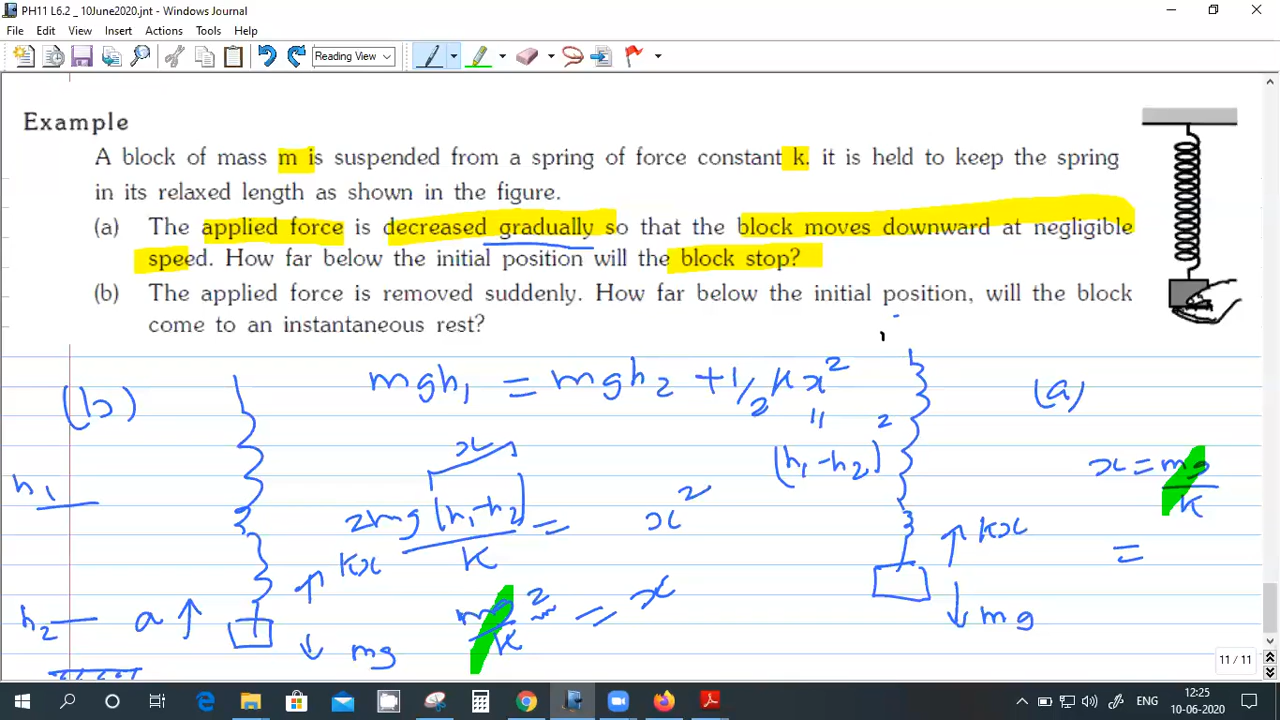 PH11 L6.2 _ 10June2020.jnt - Windows Journal
File Edit View Insert Actions Tools Help
Reading View
Example
A block of mass m is suspended from a spring of force constant k. it is held to keep the spring
in its relaxed length as shown in the figure.
(a) The applied force is decreased gradually so that the block moves downward at negligible
speed. How far below the initial position will the block stop?
(b) The applied force is removed suddenly. How far below the initial position, will the block
come to an instantaneous rest?
(b) mgh₁ = mgh₂ + 1/2 Kx² (a)
" (h₁-h₂)²
x
h₁ 2mg(h₁-h₂)/K = x² x = mg/K
Kx Kx =
h₂ a mg 2/K = x
mg mg
11 / 11
ENG 12:25
10-06-2020